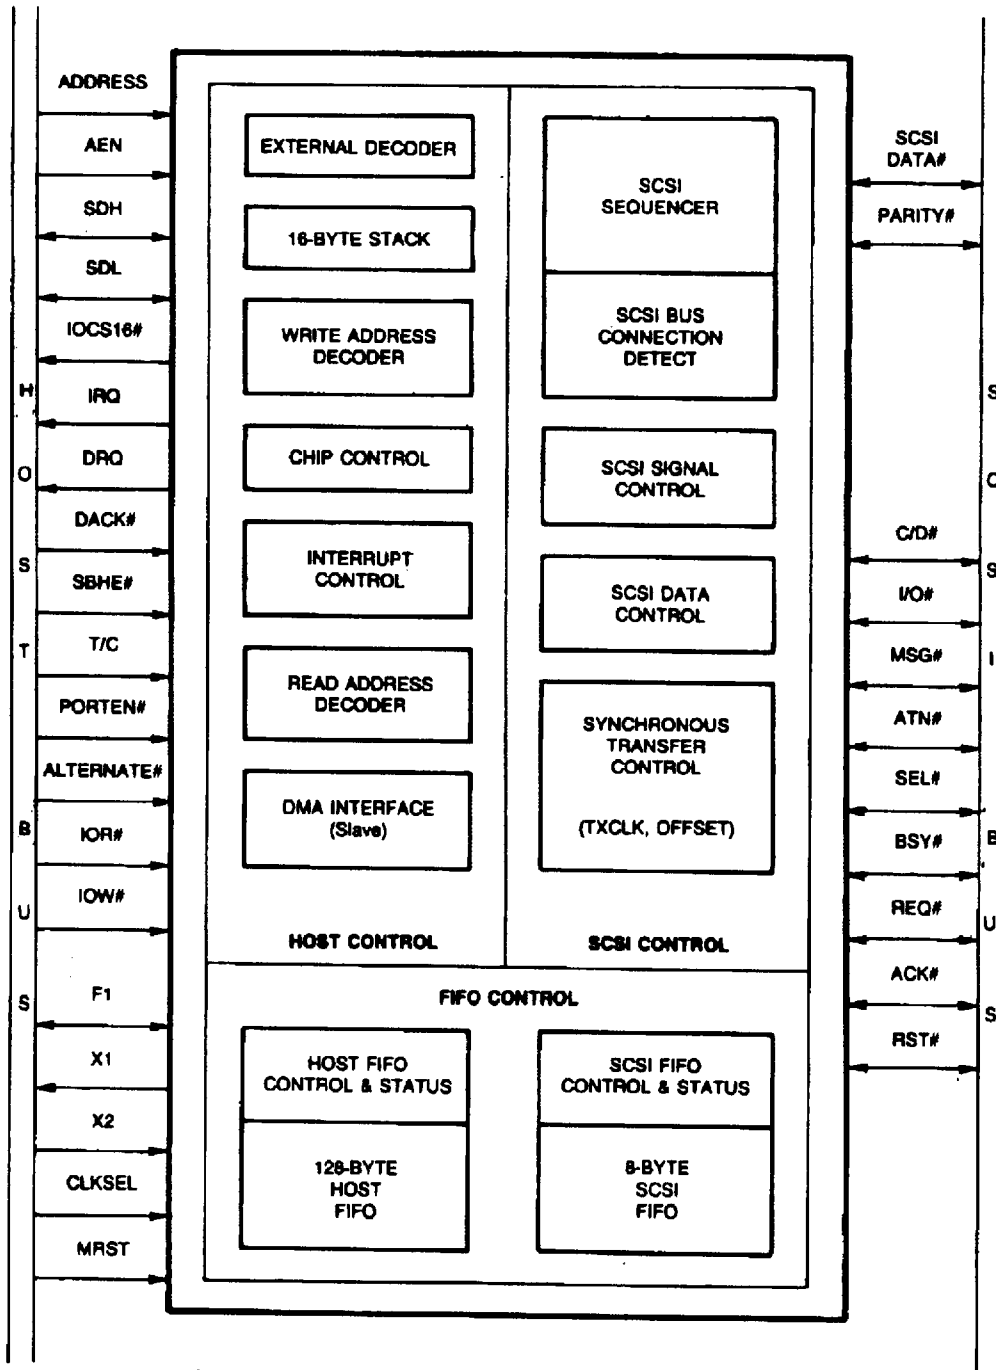 ADDRESS
AEN
SDH
SDL
IOCS16#
IRQ
DRQ
DACK#
SBHE#
T/C
PORTEN#
ALTERNATE#
IOR#
IOW#
F1
X1
X2
CLKSEL
MRST
HOST BUS
EXTERNAL DECODER
16-BYTE STACK
WRITE ADDRESS
DECODER
CHIP CONTROL
INTERRUPT
CONTROL
READ ADDRESS
DECODER
DMA INTERFACE
(Slave)
HOST CONTROL
SCSI
SEQUENCER
SCSI BUS
CONNECTION
DETECT
SCSI SIGNAL
CONTROL
SCSI DATA
CONTROL
SYNCHRONOUS
TRANSFER
CONTROL
(TXCLK, OFFSET)
SCSI CONTROL
FIFO CONTROL
HOST FIFO
CONTROL & STATUS
128-BYTE
HOST
FIFO
SCSI FIFO
CONTROL & STATUS
8-BYTE
SCSI
FIFO
SCSI
DATA#
PARITY#
C/D#
I/O#
MSG#
ATN#
SEL#
BSY#
REQ#
ACK#
RST#
SCSI BUS